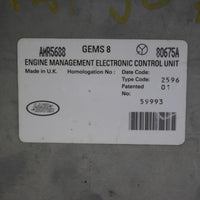 AMR5688 GEMS 8 80675A
ENGINE MANAGEMENT ELECTRONIC CONTROL UNIT
Made in U.K. Homologation No: Date Code:
Type Code: 2596
Patented 01
No:
59993